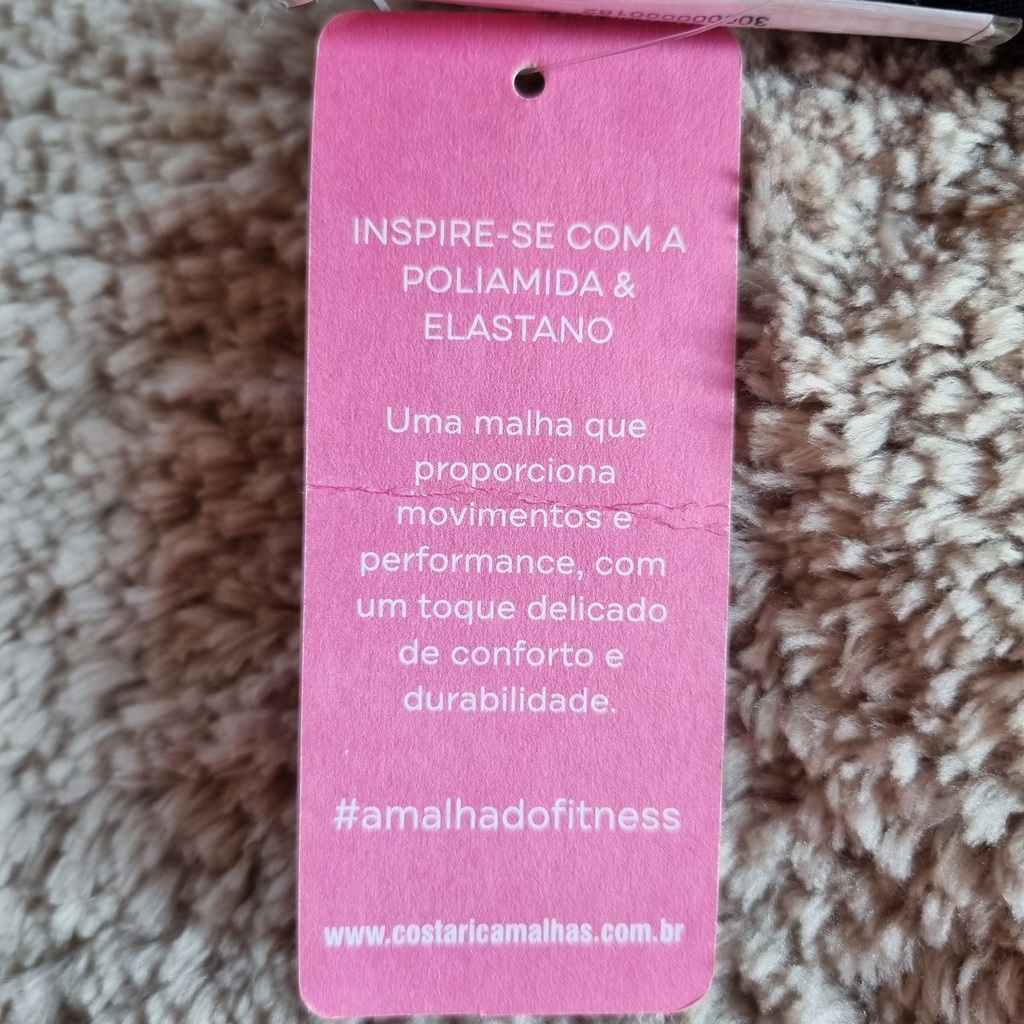 INSPIRE-SE COM A
POLIAMIDA &
ELASTANO
Uma malha que
proporciona
movimentos e
performance, com
um toque delicado
de conforto e
durabilidade.
#amalhadofitness
www.costaricamalhas.com.br